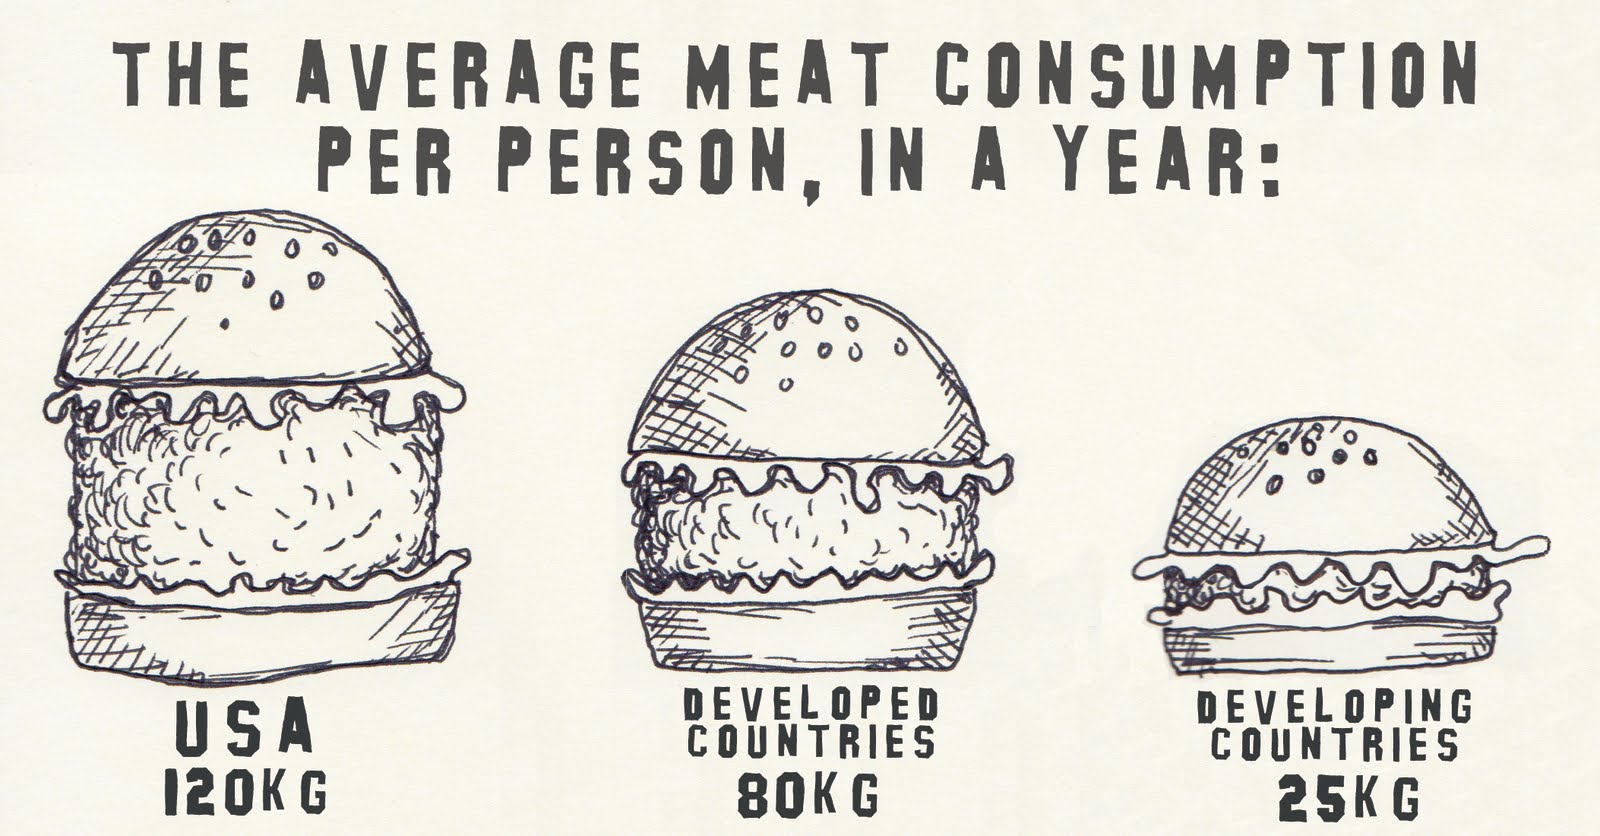 THE AVERAGE MEAT CONSUMPTION
PER PERSON, IN A YEAR:
USA
120KG
DEVELOPED
COUNTRIES
80KG
DEVELOPING
COUNTRIES
25KG